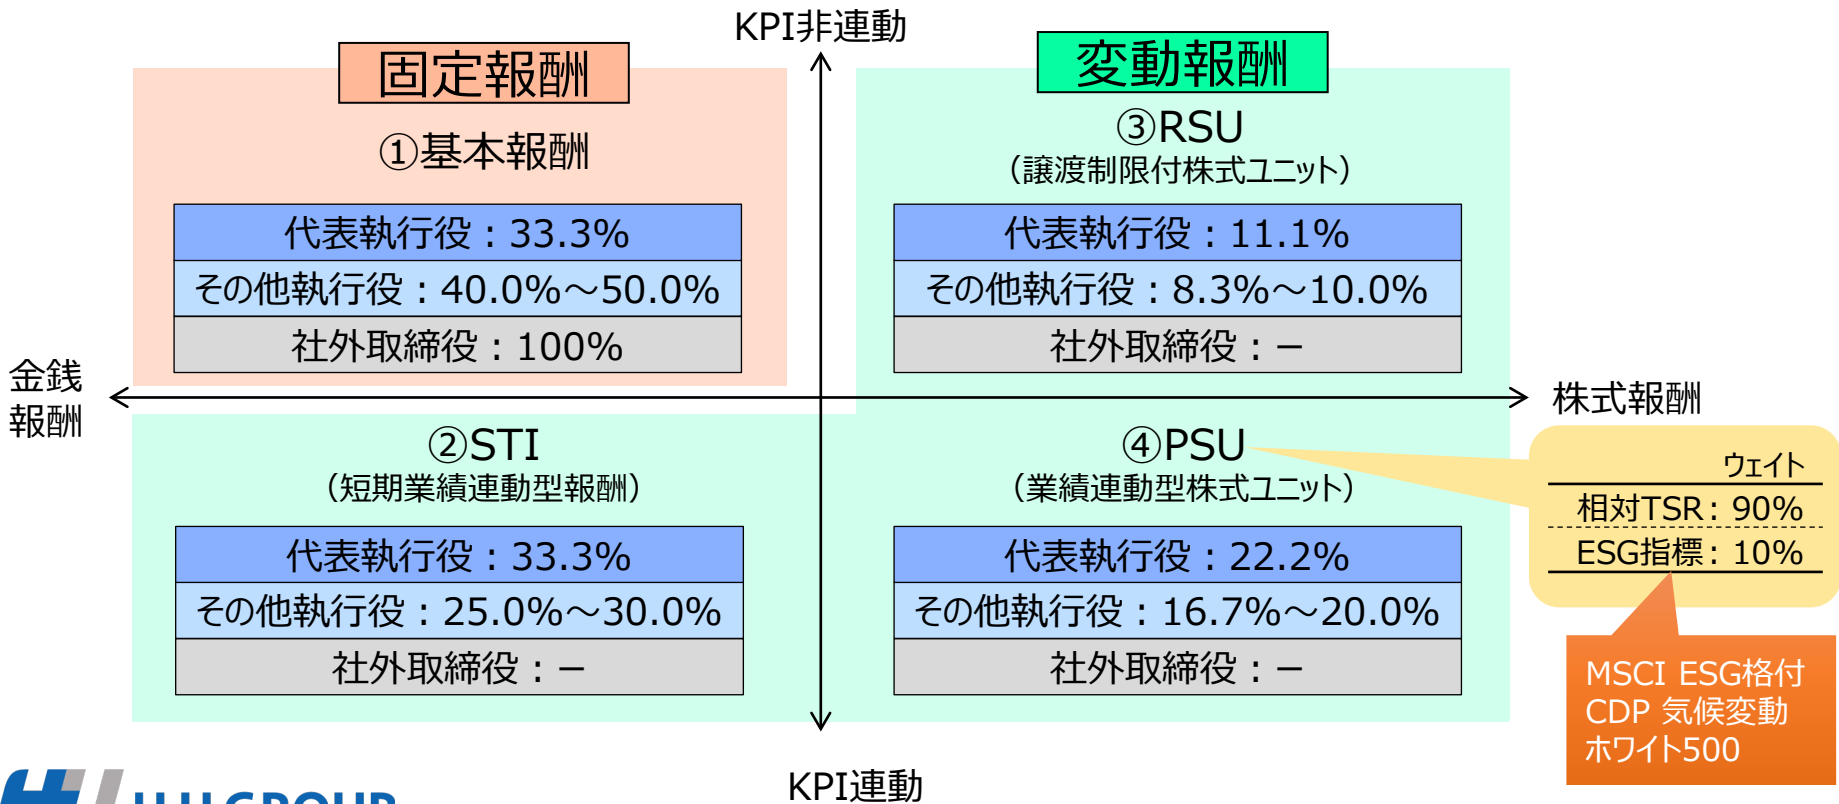 KPI非連動
固定報酬
①基本報酬
代表執行役：33.3%
その他執行役：40.0%～50.0%
社外取締役：100%
変動報酬
③RSU
（譲渡制限付株式ユニット）
代表執行役：11.1%
その他執行役：8.3%～10.0%
社外取締役：－
金銭
報酬
株式報酬
②STI
（短期業績連動型報酬）
代表執行役：33.3%
その他執行役：25.0%～30.0%
社外取締役：－
④PSU
（業績連動型株式ユニット）
代表執行役：22.2%
その他執行役：16.7%～20.0%
社外取締役：－
ウェイト
相対TSR：90%
ESG指標：10%
MSCI ESG格付
CDP 気候変動
ホワイト500
KPI連動
H.U.GROUP